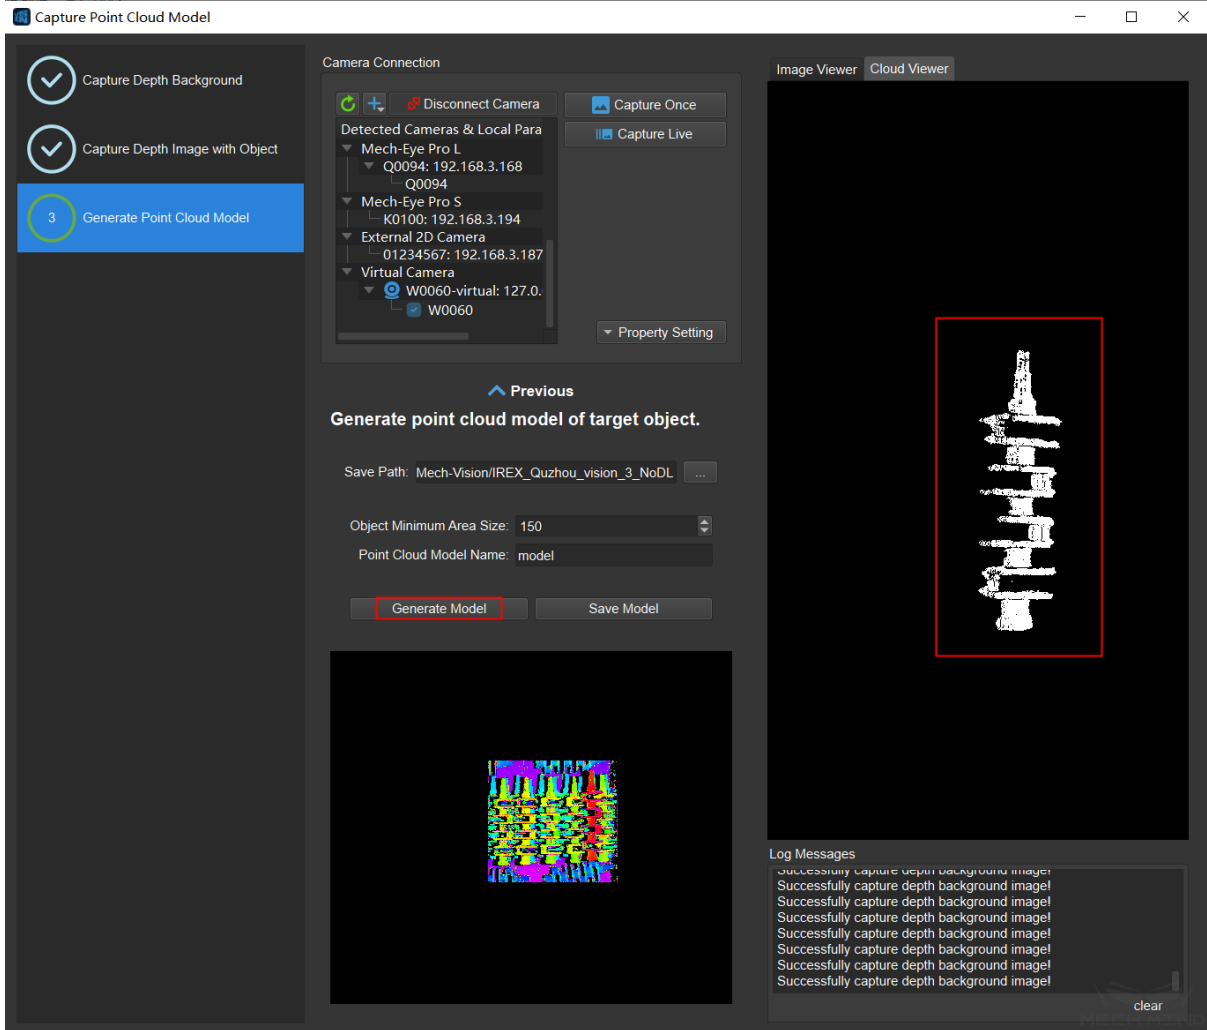 Capture Point Cloud Model
Capture Depth Background
Capture Depth Image with Object
3
Generate Point Cloud Model
Camera Connection
Disconnect Camera
Capture Once
Capture Live
Detected Cameras & Local Para
Mech-Eye Pro L
Q0094: 192.168.3.168
Q0094
Mech-Eye Pro S
K0100: 192.168.3.194
External 2D Camera
01234567: 192.168.3.187
Virtual Camera
W0060-virtual: 127.0.
W0060
Property Setting
Previous
Generate point cloud model of target object.
Save Path: Mech-Vision/IREX_Quzhou_vision_3_NoDL ...
Object Minimum Area Size: 150
Point Cloud Model Name: model
Generate Model
Save Model
Image Viewer
Cloud Viewer
Log Messages
Successfully capture depth background image!
Successfully capture depth background image!
Successfully capture depth background image!
Successfully capture depth background image!
Successfully capture depth background image!
Successfully capture depth background image!
Successfully capture depth background image!
Successfully capture depth background image!
clear
MECH MIND